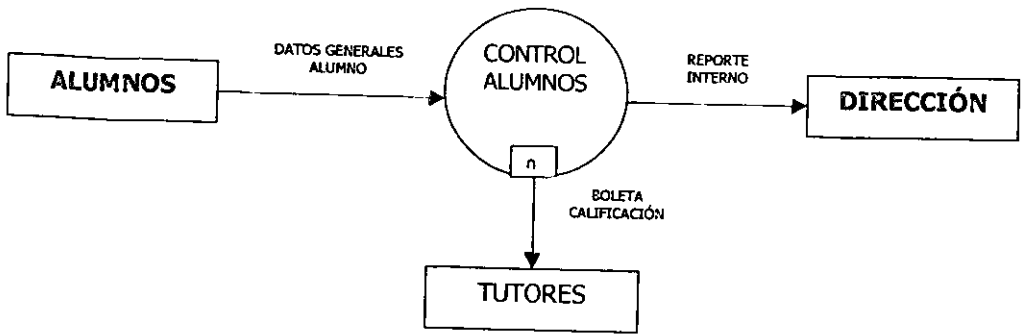 ALUMNOS
DATOS GENERALES
ALUMNO
CONTROL
ALUMNOS
n
REPORTE
INTERNO
DIRECCIÓN
BOLETA
CALIFICACIÓN
TUTORES